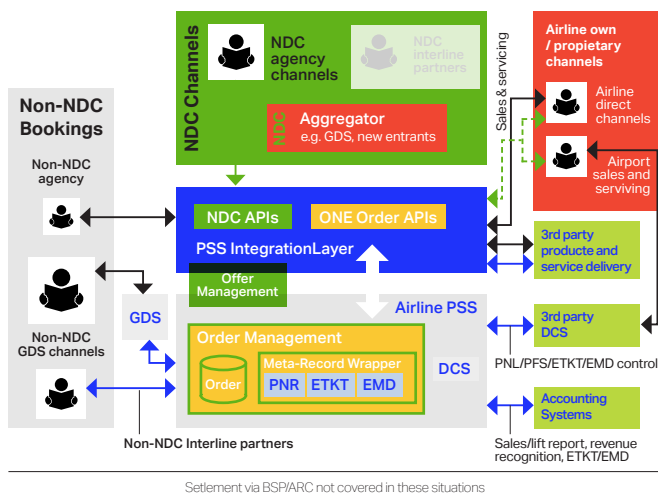 NDC Channels
NDC
agency
channels
NDC
interline
partners
NDC
Aggregator
e.g. GDS, new entrants
Sales & servicing
Airline own
/ propietary
channels
Airline
direct
channels
Airport
sales and
serviving
Non-NDC
Bookings
Non-NDC
agency
Non-NDC
GDS channels
GDS
NDC APIs
ONE Order APIs
PSS IntegrationLayer
Offer
Management
Airline PSS
Order Management
Order
Meta-Record Wrapper
PNR
ETKT
EMD
DCS
3rd party
producte and
service delivery
3rd party
DCS
PNL/PFS/ETKT/EMD control
Accounting
Systems
Non-NDC Interline partners
Sales/lift report, revenue
recognition, ETKT/EMD
Setlement via BSP/ARC not covered in these situations